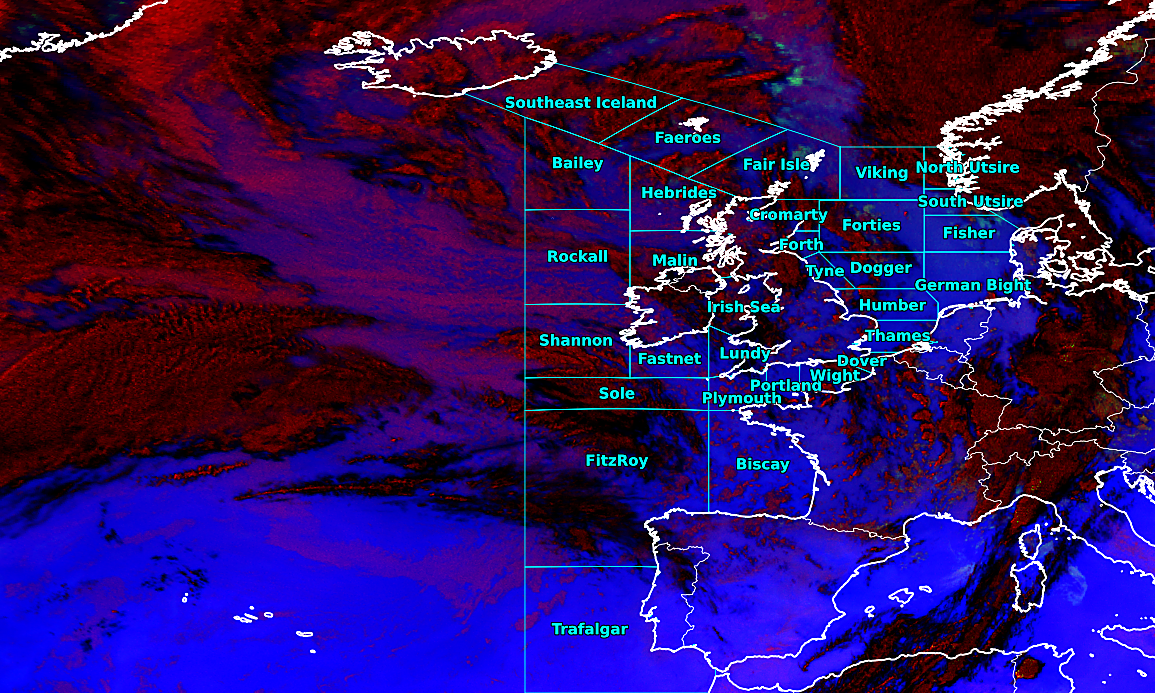 Southeast Iceland
Faeroes
Bailey
Fair Isle
Viking
North Utsire
Hebrides
South Utsire
Cromarty
Forties
Fisher
Forth
Rockall
Malin
Tyne
Dogger
German Bight
Irish Sea
Humber
Shannon
Thames
Fastnet
Lundy
Dover
Wight
Portland
Sole
Plymouth
FitzRoy
Biscay
Trafalgar